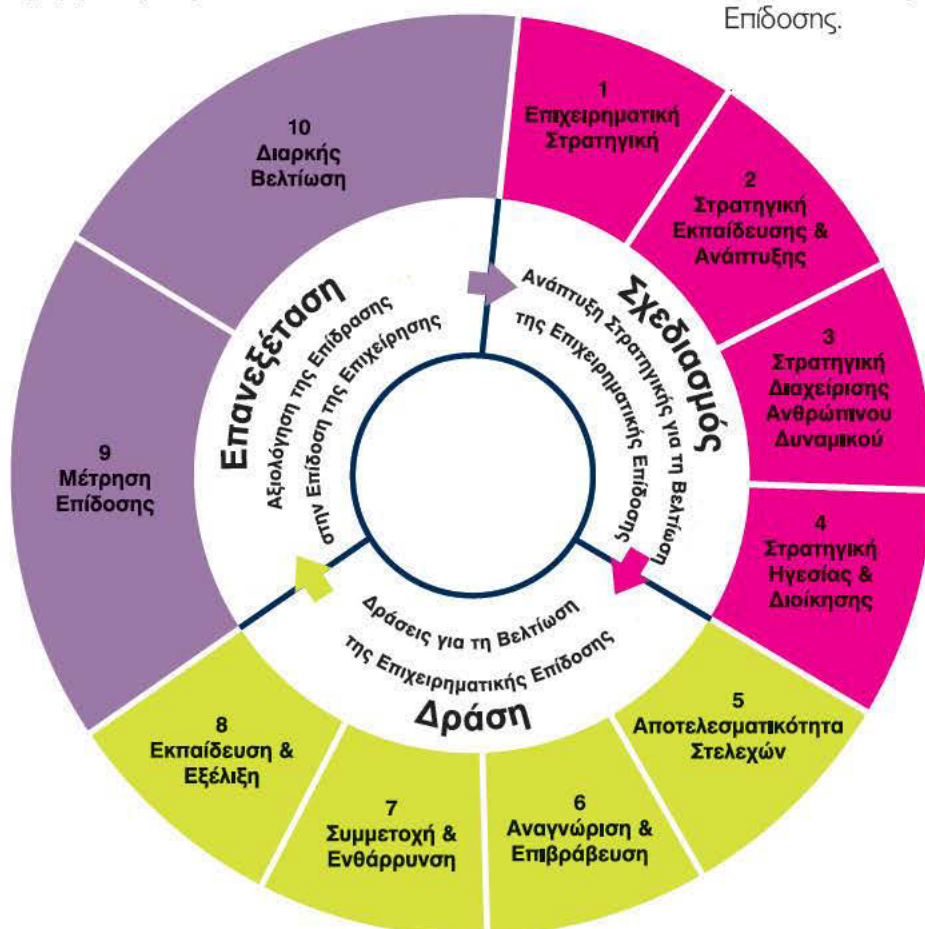 Επίδοσης.
1
Επιχειρηματική
Στρατηγική
2
Στρατηγική
Εκπαίδευσης &
Ανάπτυξης
3
Στρατηγική
Διαχείρισης
Ανθρώπινου
Δυναμικού
4
Στρατηγική
Ηγεσίας &
Διοίκησης
5
Αποτελεσματικότητα
Στελεχών
6
Αναγνώριση &
Επιβράβευση
7
Συμμετοχή &
Ενθάρρυνση
8
Εκπαίδευση &
Εξέλιξη
9
Μέτρηση
Επίδοσης
10
Διαρκής
Βελτίωση
Σχεδιασμός
Ανάπτυξη Στρατηγικής για τη Βελτίωση
της Επιχειρηματικής Επίδοσης
Δράσεις για τη Βελτίωση
της Επιχειρηματικής Επίδοσης
Δράση
Επανεξέταση
Αξιολόγηση της Επίδρασης
στην Επίδοση της Επιχείρησης